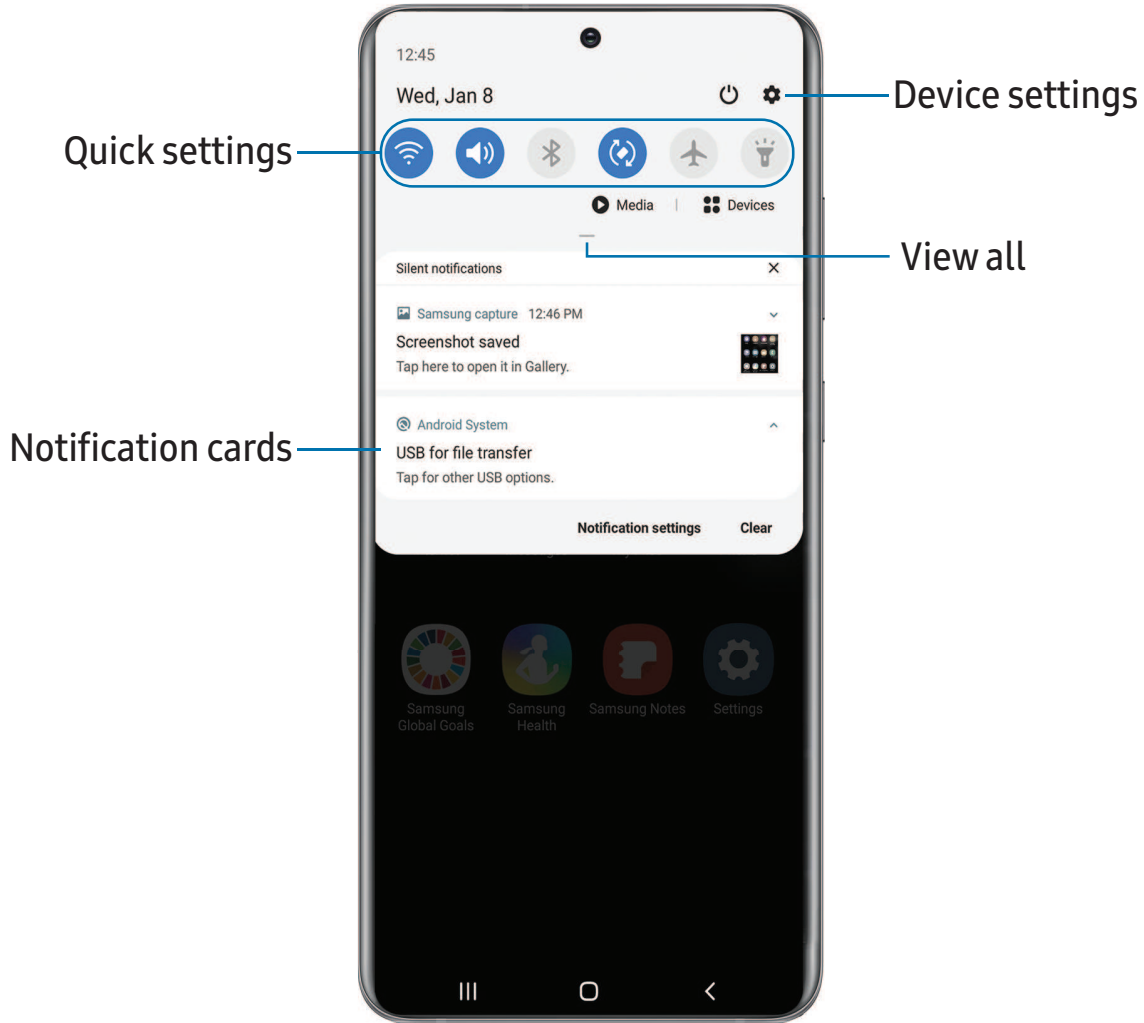 12:45
Wed, Jan 8
Device settings
Quick settings
Media | Devices
View all
Silent notifications
Samsung capture 12:46 PM
Screenshot saved
Tap here to open it in Gallery.
Android System
Notification cards
USB for file transfer
Tap for other USB options.
Notification settings Clear
Samsung Global Goals
Samsung Health
Samsung Notes
Settings